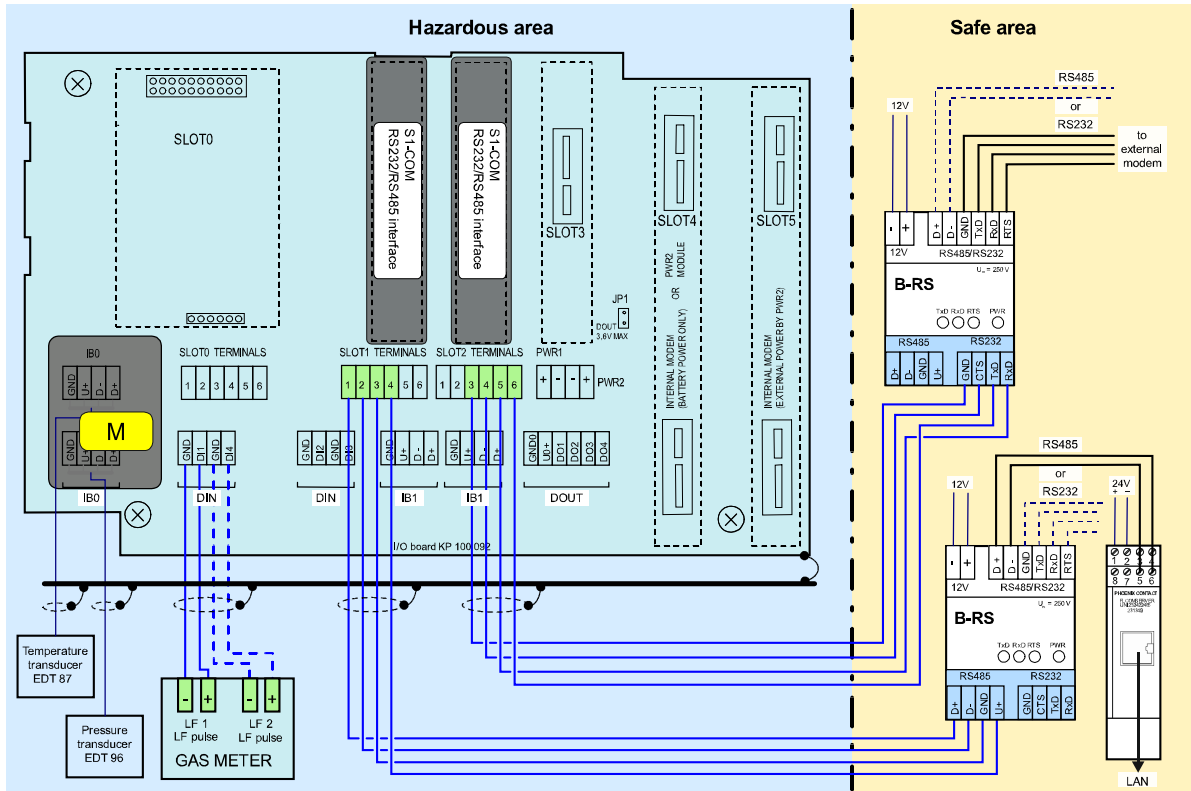 Hazardous area
Safe area
SLOT0
S1-COM
RS232/RS485 interface
S1-COM
RS232/RS485 interface
SLOT3
SLOT4
SLOT5
PWR2
MODULE
OR
INTERNAL MODEM
(BATTERY POWER ONLY)
INTERNAL MODEM
(EXTERNAL POWER BY PWR2)
JP1
DOUT
3,6V MAX
IB0
GND
U+
D-
D+
M
GND
U+
D-
D+
IB0
SLOT0 TERMINALS
1 2 3 4 5 6
SLOT1 TERMINALS
1 2 3 4 5 6
SLOT2 TERMINALS
1 2 3 4 5 6
PWR1
+ - - +
PWR2
GND DI1 GND DI4
DIN
GND DI2 GND DI3
DIN
GND U+ D- D+
IB1
GND U+ D- D+
IB1
GND0 U0+ DO1 DO2 DO3 DO4
DOUT
I/O board KP 100 092
Temperature
transducer
EDT 87
Pressure
transducer
EDT 96
- + - +
LF 1
LF pulse
LF 2
LF pulse
GAS METER
RS485
or
RS232
12V
to
external
modem
- +
12V
D+ D- GND TxD RxD RTS
RS485/RS232
= 250 V
B-RS
TxD RxD RTS PWR
RS485
RS232
D+ D- GND U+
GND CTS TxD RxD
RS485
or
RS232
12V
24V
+ -
- +
12V
D+ D- GND TxD RxD RTS
RS485/RS232
= 250 V
B-RS
TxD RxD RTS PWR
RS485
RS232
D+ D- GND U+
GND CTS TxD RxD
1 2 3 4
8 7 5 6
PHOENIX CONTACT
LAN